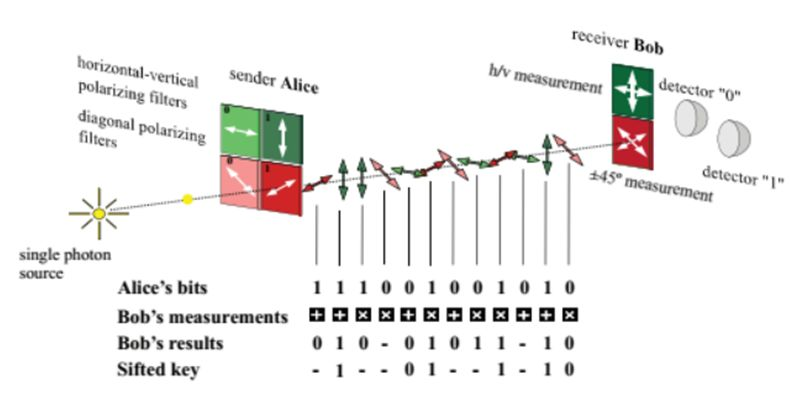 receiver Bob
horizontal-vertical
polarizing filters
sender Alice
h/v measurement
detector "0"
diagonal polarizing
filters
0 1
0 1
detector "1"
±45º measurement
single photon
source
Alice's bits 1 1 1 0 0 1 0 0 1 0 1 0
Bob's measurements + + × × + × + × × + + ×
Bob's results 0 1 0 - 0 1 0 1 1 - 1 0
Sifted key - 1 - - 0 1 - - 1 - 1 0